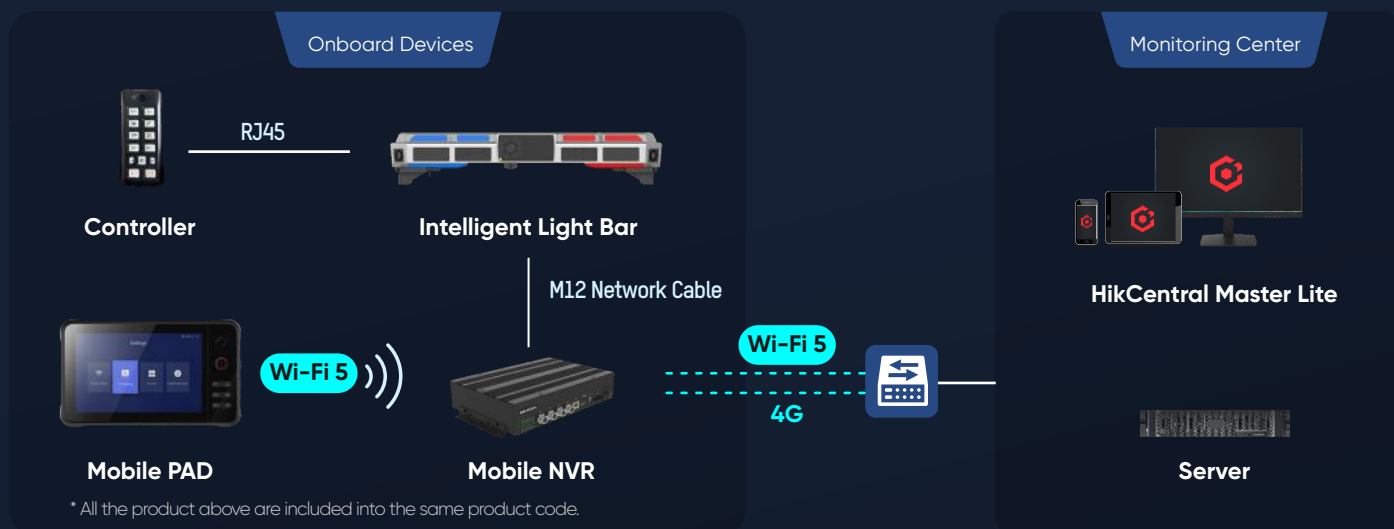 Onboard Devices
Monitoring Center
RJ45
Controller
Intelligent Light Bar
M12 Network Cable
HikCentral Master Lite
Settings
Wi-Fi 5
Wi-Fi 5
4G
Mobile PAD
Mobile NVR
Server
* All the product above are included into the same product code.